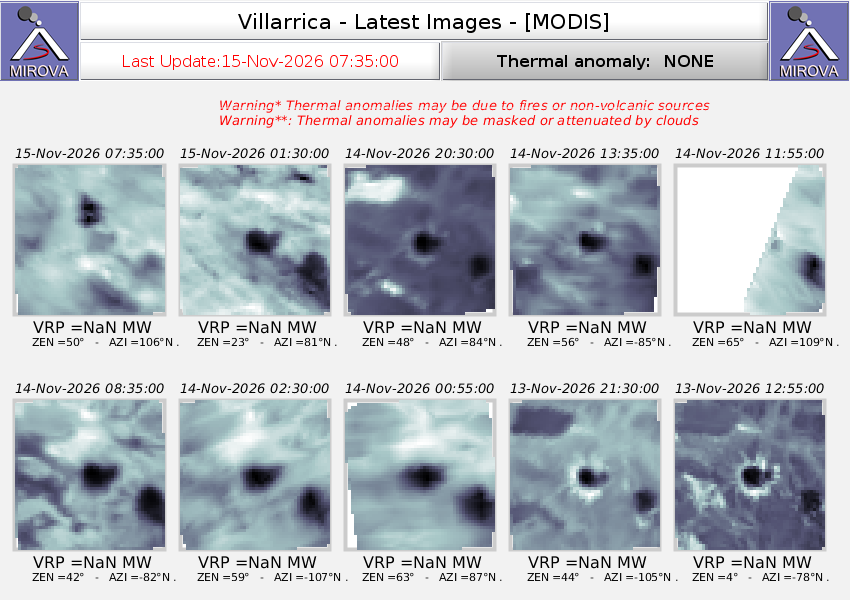 Villarrica - Latest Images - [MODIS]
MIROVA
Last Update:15-Nov-2026 07:35:00
Thermal anomaly: NONE
MIROVA
Warning* Thermal anomalies may be due to fires or non-volcanic sources
Warning**: Thermal anomalies may be masked or attenuated by clouds
15-Nov-2026 07:35:00
15-Nov-2026 01:30:00
14-Nov-2026 20:30:00
14-Nov-2026 13:35:00
14-Nov-2026 11:55:00
VRP =NaN MW
VRP =NaN MW
VRP =NaN MW
VRP =NaN MW
VRP =NaN MW
ZEN =50° - AZI =106°N .
ZEN =23° - AZI =81°N .
ZEN =48° - AZI =84°N .
ZEN =56° - AZI =-85°N .
ZEN =65° - AZI =109°N .
14-Nov-2026 08:35:00
14-Nov-2026 02:30:00
14-Nov-2026 00:55:00
13-Nov-2026 21:30:00
13-Nov-2026 12:55:00
VRP =NaN MW
VRP =NaN MW
VRP =NaN MW
VRP =NaN MW
VRP =NaN MW
ZEN =42° - AZI =-82°N .
ZEN =59° - AZI =-107°N .
ZEN =63° - AZI =87°N .
ZEN =44° - AZI =-105°N .
ZEN =4° - AZI =-78°N .